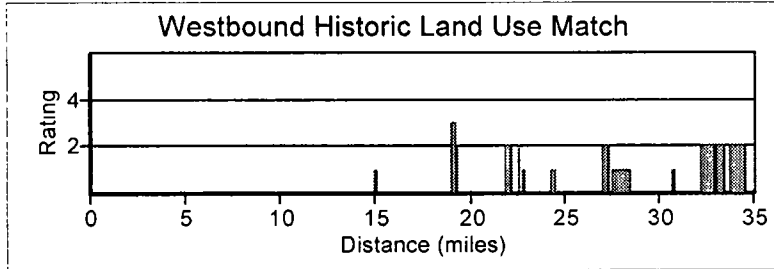 Westbound Historic Land Use Match
Rating
4
2
0 5 10 15 20 25 30 35
Distance (miles)